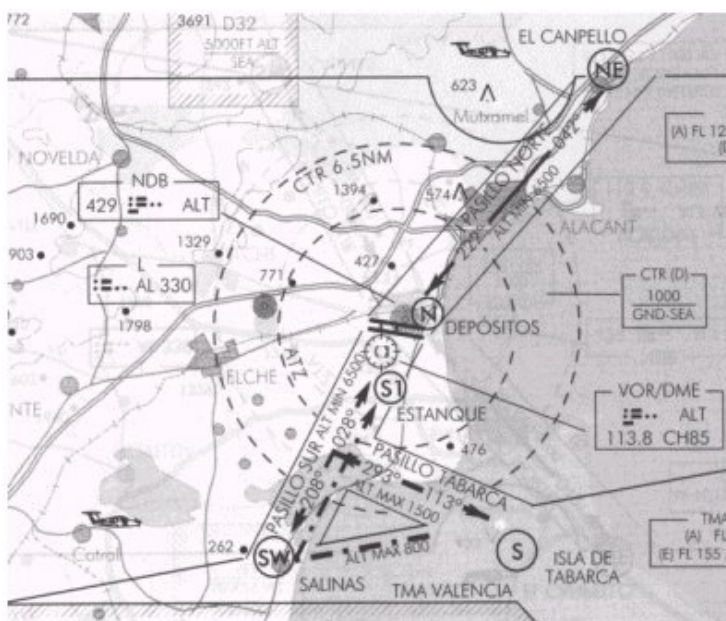 772
3691
D32
5000FT ALT
SEA
EL CANPELLO
NE
623
Mutxamel
(A) FL 12
NOVELDA
CTR 6.5NM
PASILLO NORTE
042°
NDB
429 ALT
1394
574
222°
ALT MIN 6500
ALACANT
1690
903
1329
427
L
AL 330
771
CTR (D)
1000
GND-SEA
1798
N
DEPÓSITOS
ATZ
ELCHE
S1
ESTANQUE
VOR/DME
ALT
113.8 CH85
NTE
PASILLO SUR ALT MIN 6500
028°
208°
476
PASILLO TABARCA
293°
113°
ALT MAX 1500
262
Catral
SW
ALT MAX 800
S
ISLA DE
TABARCA
SALINAS
TMA VALENCIA
TMA
(A) FL
(E) FL 155